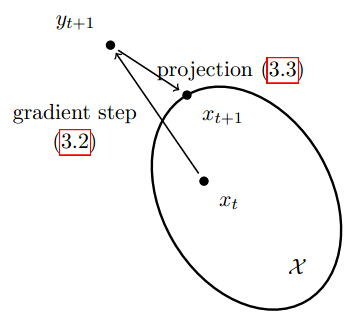 y_{t+1}
projection (3.3)
gradient step
(3.2)
x_{t+1}
x_t
𝒳